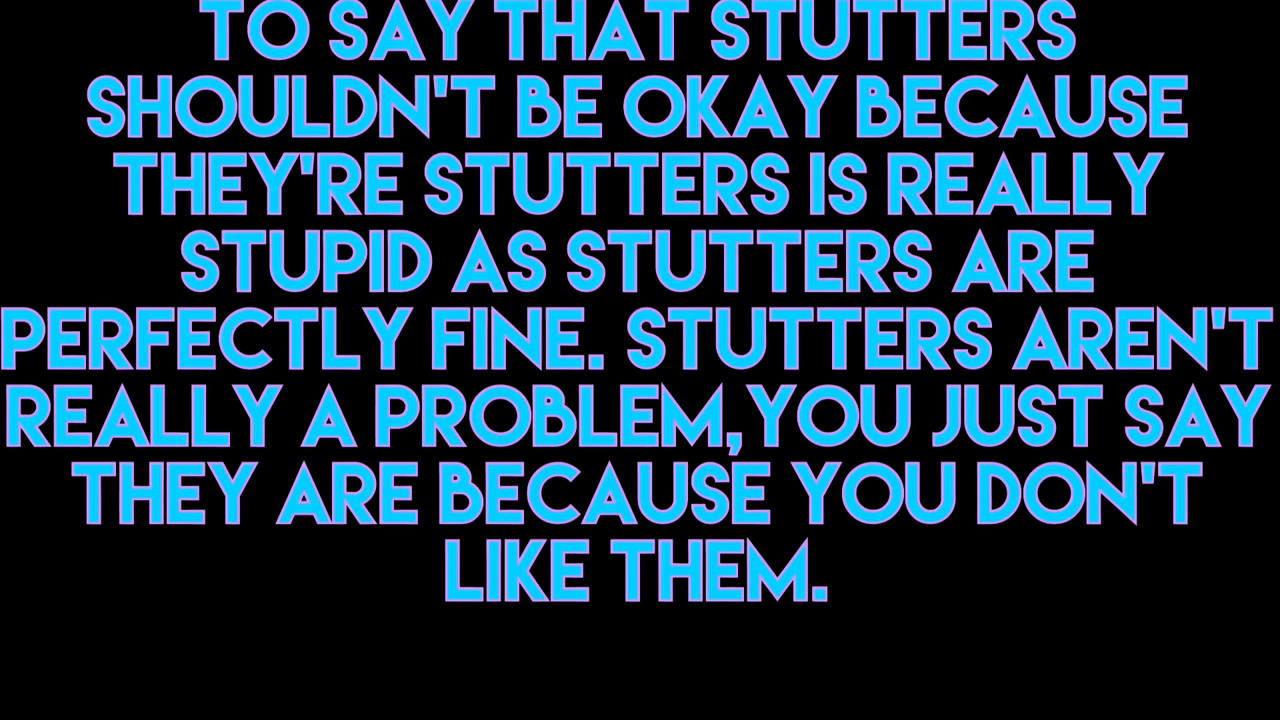 TO SAY THAT STUTTERS
SHOULDN'T BE OKAY BECAUSE
THEY'RE STUTTERS IS REALLY
STUPID AS STUTTERS ARE
PERFECTLY FINE. STUTTERS AREN'T
REALLY A PROBLEM,YOU JUST SAY
THEY ARE BECAUSE YOU DON'T
LIKE THEM.